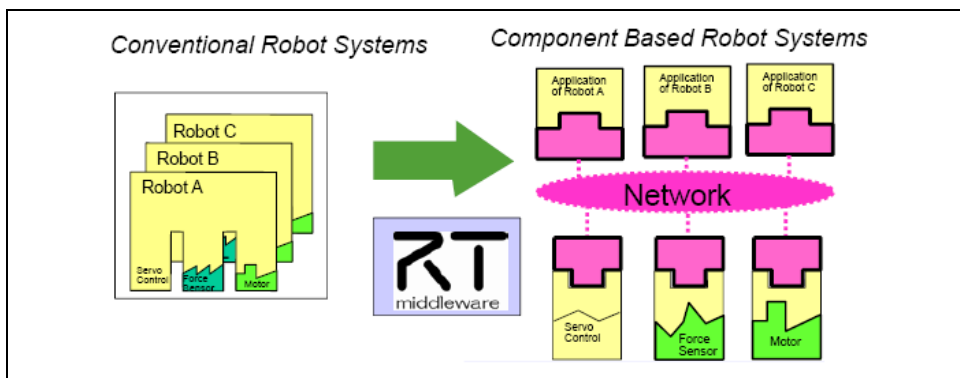 Conventional Robot Systems
Component Based Robot Systems
Robot C
Robot B
Robot A
Servo
Control
Force
Sensor
Motor
RT
middleware
Application
of Robot A
Application
of Robot B
Application
of Robot C
Network
Servo
Control
Force
Sensor
Motor